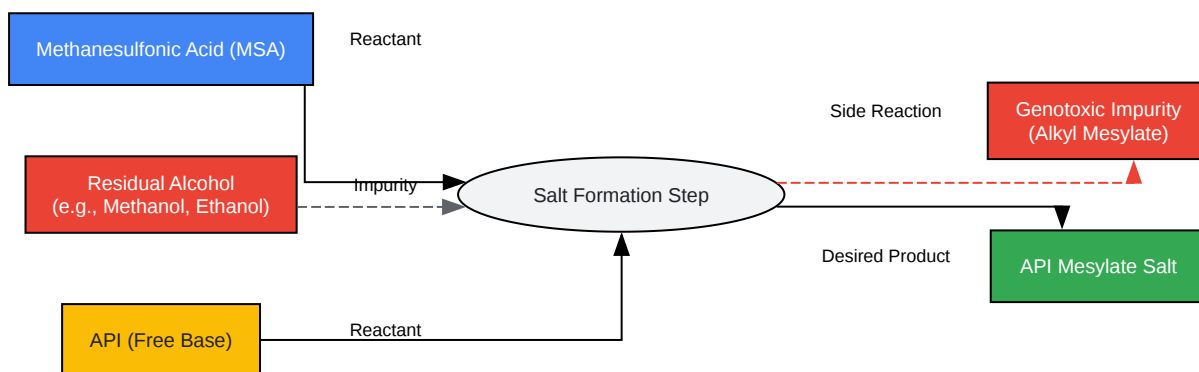 Methanesulfonic Acid (MSA)
Reactant
Side Reaction
Genotoxic Impurity
(Alkyl Mesylate)
Residual Alcohol
(e.g., Methanol, Ethanol)
Impurity
Salt Formation Step
Desired Product
API Mesylate Salt
API (Free Base)
Reactant